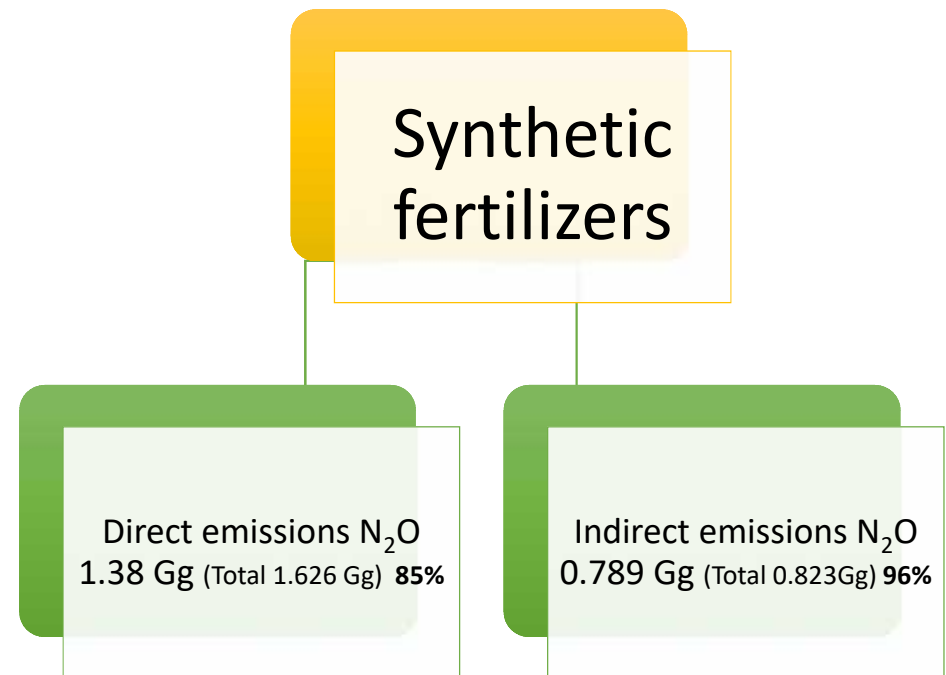 Synthetic
fertilizers
Direct emissions N₂O
1.38 Gg (Total 1.626 Gg) 85%
Indirect emissions N₂O
0.789 Gg (Total 0.823Gg) 96%